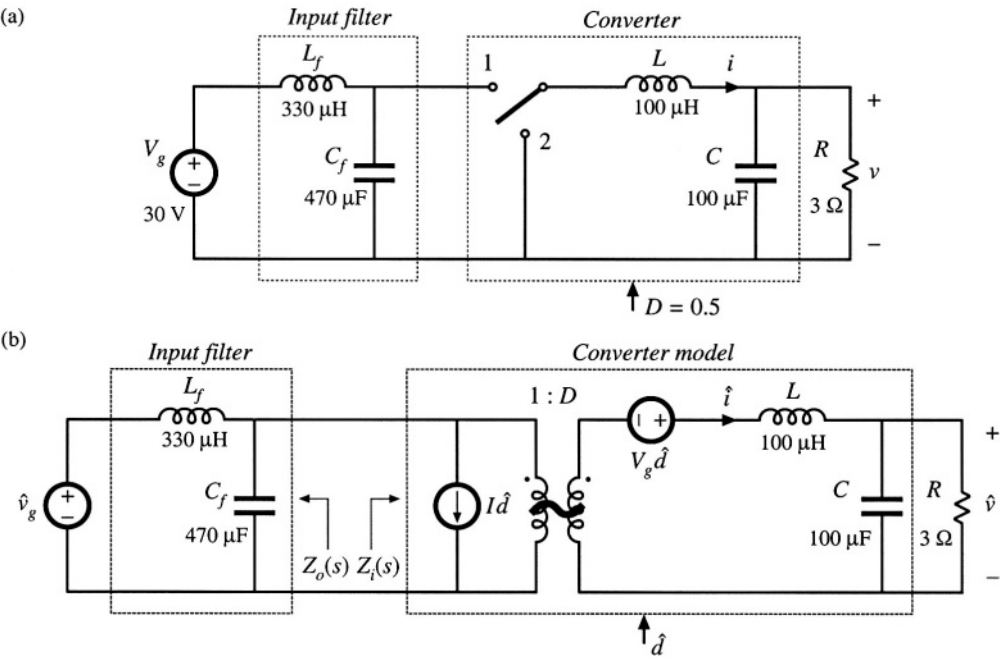 (a)
Input filter
Converter
L_f
330 µH
1
L
i
100 µH
+
V_g
+
−
30 V
C_f
470 µF
2
C
100 µF
R
3 Ω
v
−
D = 0.5
(b)
Input filter
Converter model
L_f
330 µH
1 : D
− +
V_g d̂
î
L
100 µH
+
v̂_g
+
−
C_f
470 µF
Z_o(s) Z_i(s)
I d̂
C
100 µF
R
3 Ω
v̂
−
d̂